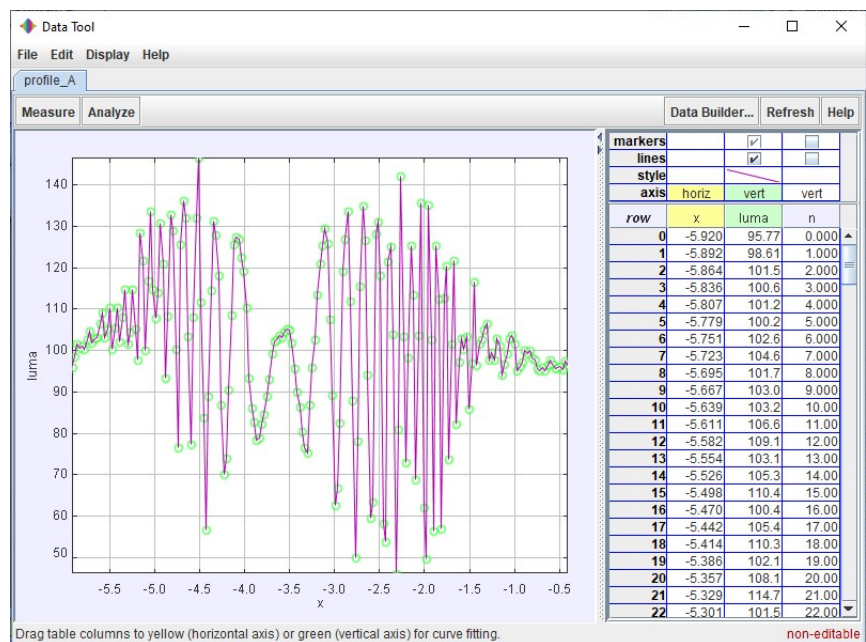 Data Tool
File Edit Display Help
profile_A
Measure Analyze Data Builder... Refresh Help
140
130
120
110
100
90
80
70
60
50
luma
-5.5 -5.0 -4.5 -4.0 -3.5 -3.0 -2.5 -2.0 -1.5 -1.0 -0.5
x
markers
lines
style
axis horiz vert vert
row x luma n
0 -5.920 95.77 0.000
1 -5.892 98.61 1.000
2 -5.864 101.5 2.000
3 -5.836 100.6 3.000
4 -5.807 101.2 4.000
5 -5.779 100.2 5.000
6 -5.751 102.6 6.000
7 -5.723 104.6 7.000
8 -5.695 101.7 8.000
9 -5.667 103.0 9.000
10 -5.639 103.2 10.00
11 -5.611 106.6 11.00
12 -5.582 109.1 12.00
13 -5.554 103.1 13.00
14 -5.526 105.3 14.00
15 -5.498 110.4 15.00
16 -5.470 100.4 16.00
17 -5.442 105.4 17.00
18 -5.414 110.3 18.00
19 -5.386 102.1 19.00
20 -5.357 108.1 20.00
21 -5.329 114.7 21.00
22 -5.301 101.5 22.00
Drag table columns to yellow (horizontal axis) or green (vertical axis) for curve fitting. non-editable